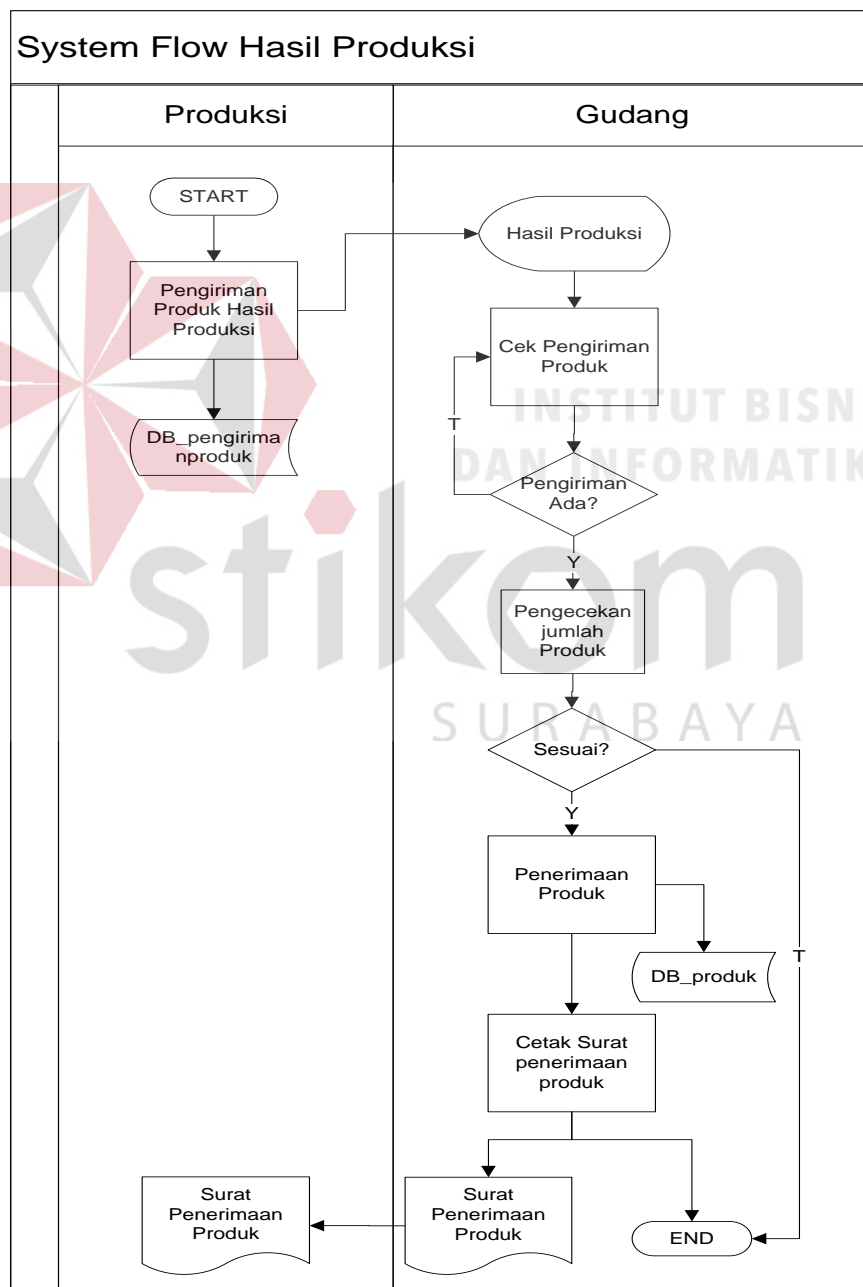 System Flow Hasil Produksi
Produksi
Gudang
START
Pengiriman
Produk Hasil
Produksi
DB_pengirima
nproduk
Hasil Produksi
Cek Pengiriman
Produk
T
Pengiriman
Ada?
Y
Pengecekan
jumlah
Produk
Sesuai?
Y
T
Penerimaan
Produk
DB_produk
Cetak Surat
penerimaan
produk
Surat
Penerimaan
Produk
Surat
Penerimaan
Produk
END
INSTITUT BISN
DAN INFORMATIK
stikom
SURABAYA